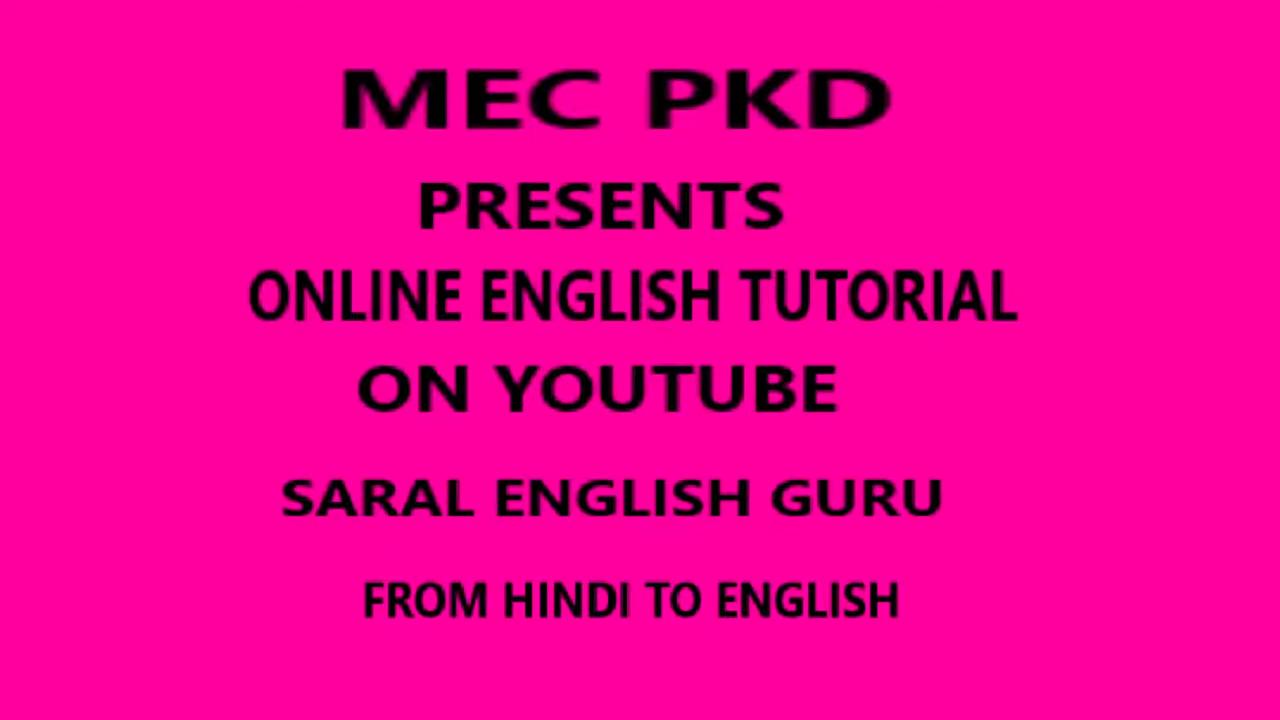 MEC PKD
PRESENTS
ONLINE ENGLISH TUTORIAL
ON YOUTUBE
SARAL ENGLISH GURU
FROM HINDI TO ENGLISH